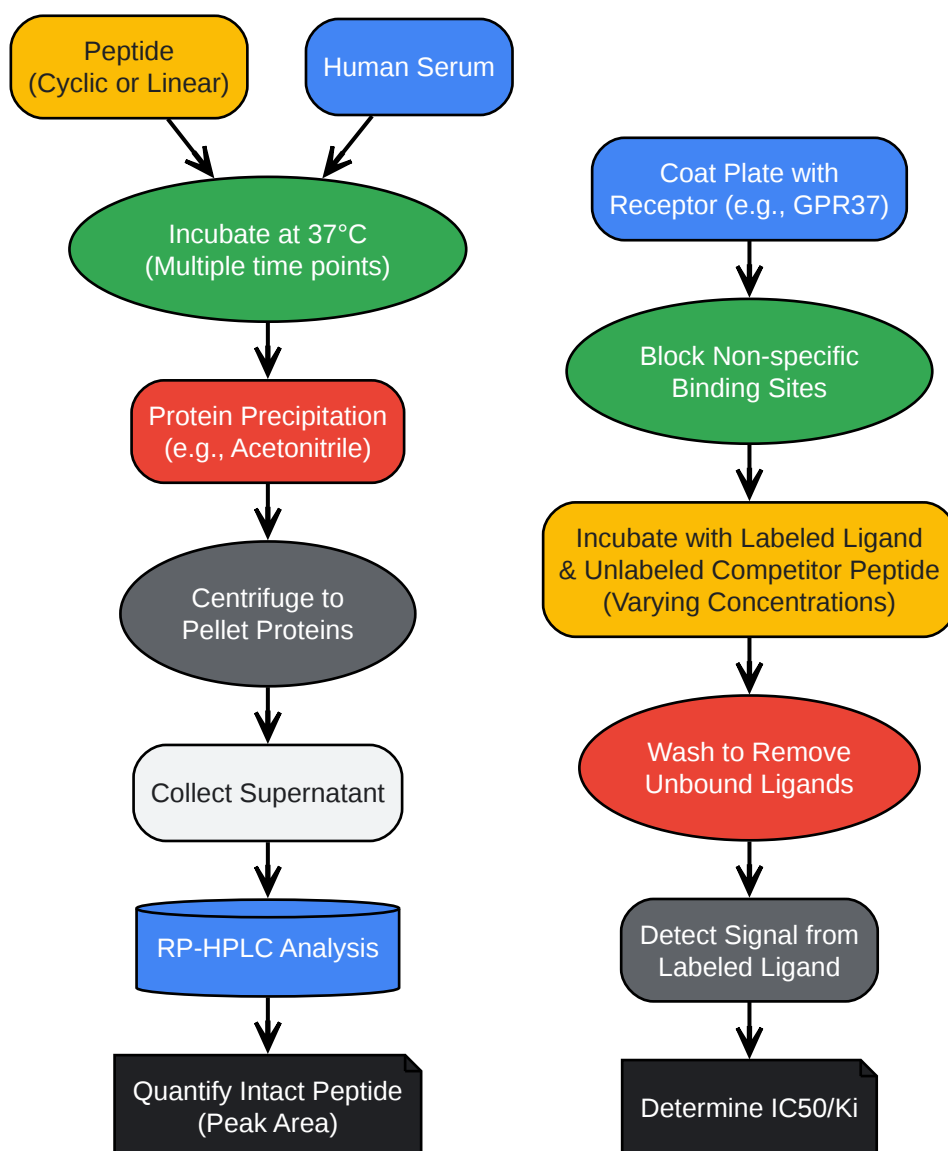 Peptide
(Cyclic or Linear)
Human Serum
Incubate at 37°C
(Multiple time points)
Protein Precipitation
(e.g., Acetonitrile)
Centrifuge to
Pellet Proteins
Collect Supernatant
RP-HPLC Analysis
Quantify Intact Peptide
(Peak Area)
Coat Plate with
Receptor (e.g., GPR37)
Block Non-specific
Binding Sites
Incubate with Labeled Ligand
& Unlabeled Competitor Peptide
(Varying Concentrations)
Wash to Remove
Unbound Ligands
Detect Signal from
Labeled Ligand
Determine IC50/Ki